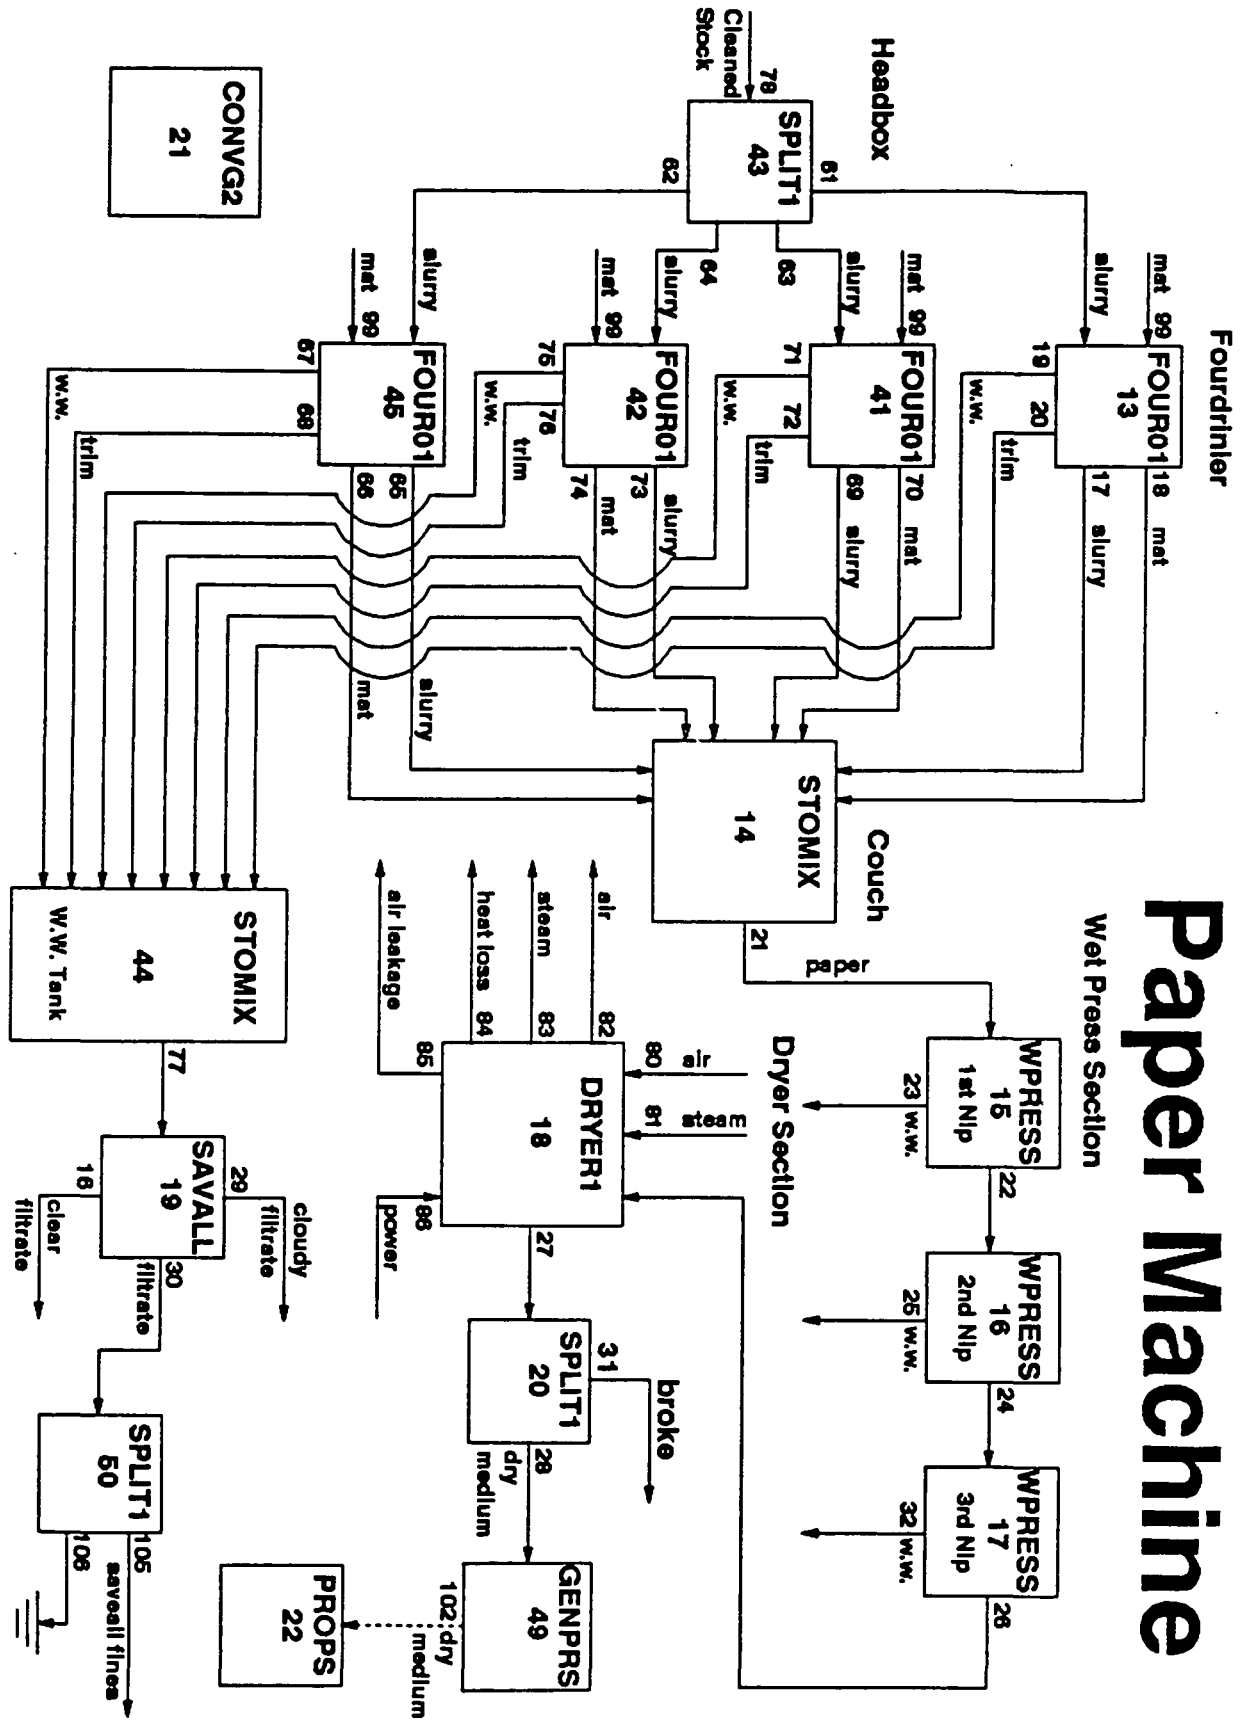 Paper Machine
Fourdrinier
Wet Press Section
Headbox
Couch
Dryer Section
Cleaned
Stock
78
SPLIT1
43
61
62
63
64
mat 99
slurry
FOUR01
13
18
mat
17
slurry
19
w.w.
20
trim
mat 99
slurry
FOUR01
41
70
mat
69
slurry
71
w.w.
72
trim
mat 99
slurry
FOUR01
42
73
slurry
74
mat
75
w.w.
76
trim
mat 99
slurry
FOUR01
45
65
slurry
66
mat
67
w.w.
68
trim
STOMIX
14
21
paper
WPRESS
15
1st Nip
23 w.w.
22
WPRESS
16
2nd Nip
25 w.w.
24
WPRESS
17
3rd Nip
32 w.w.
26
80
air
81
steam
DRYER1
18
82
air
83
steam
84
heat loss
85
air leakage
86
power
27
SPLIT1
20
31
broke
28
dry
medium
GENPRS
49
102
dry
medium
PROPS
22
STOMIX
44
W.W. Tank
77
SAVALL
19
29
cloudy
filtrate
16
clear
filtrate
30
filtrate
SPLIT1
50
105
saveall fines
106
CONVG2
21